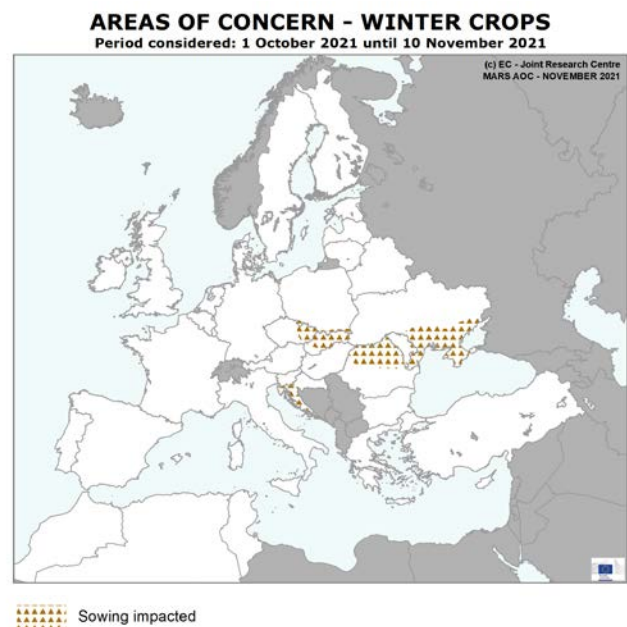 AREAS OF CONCERN - WINTER CROPS
Period considered: 1 October 2021 until 10 November 2021
(c) EC - Joint Research Centre
MARS AOC - NOVEMBER 2021
Sowing impacted